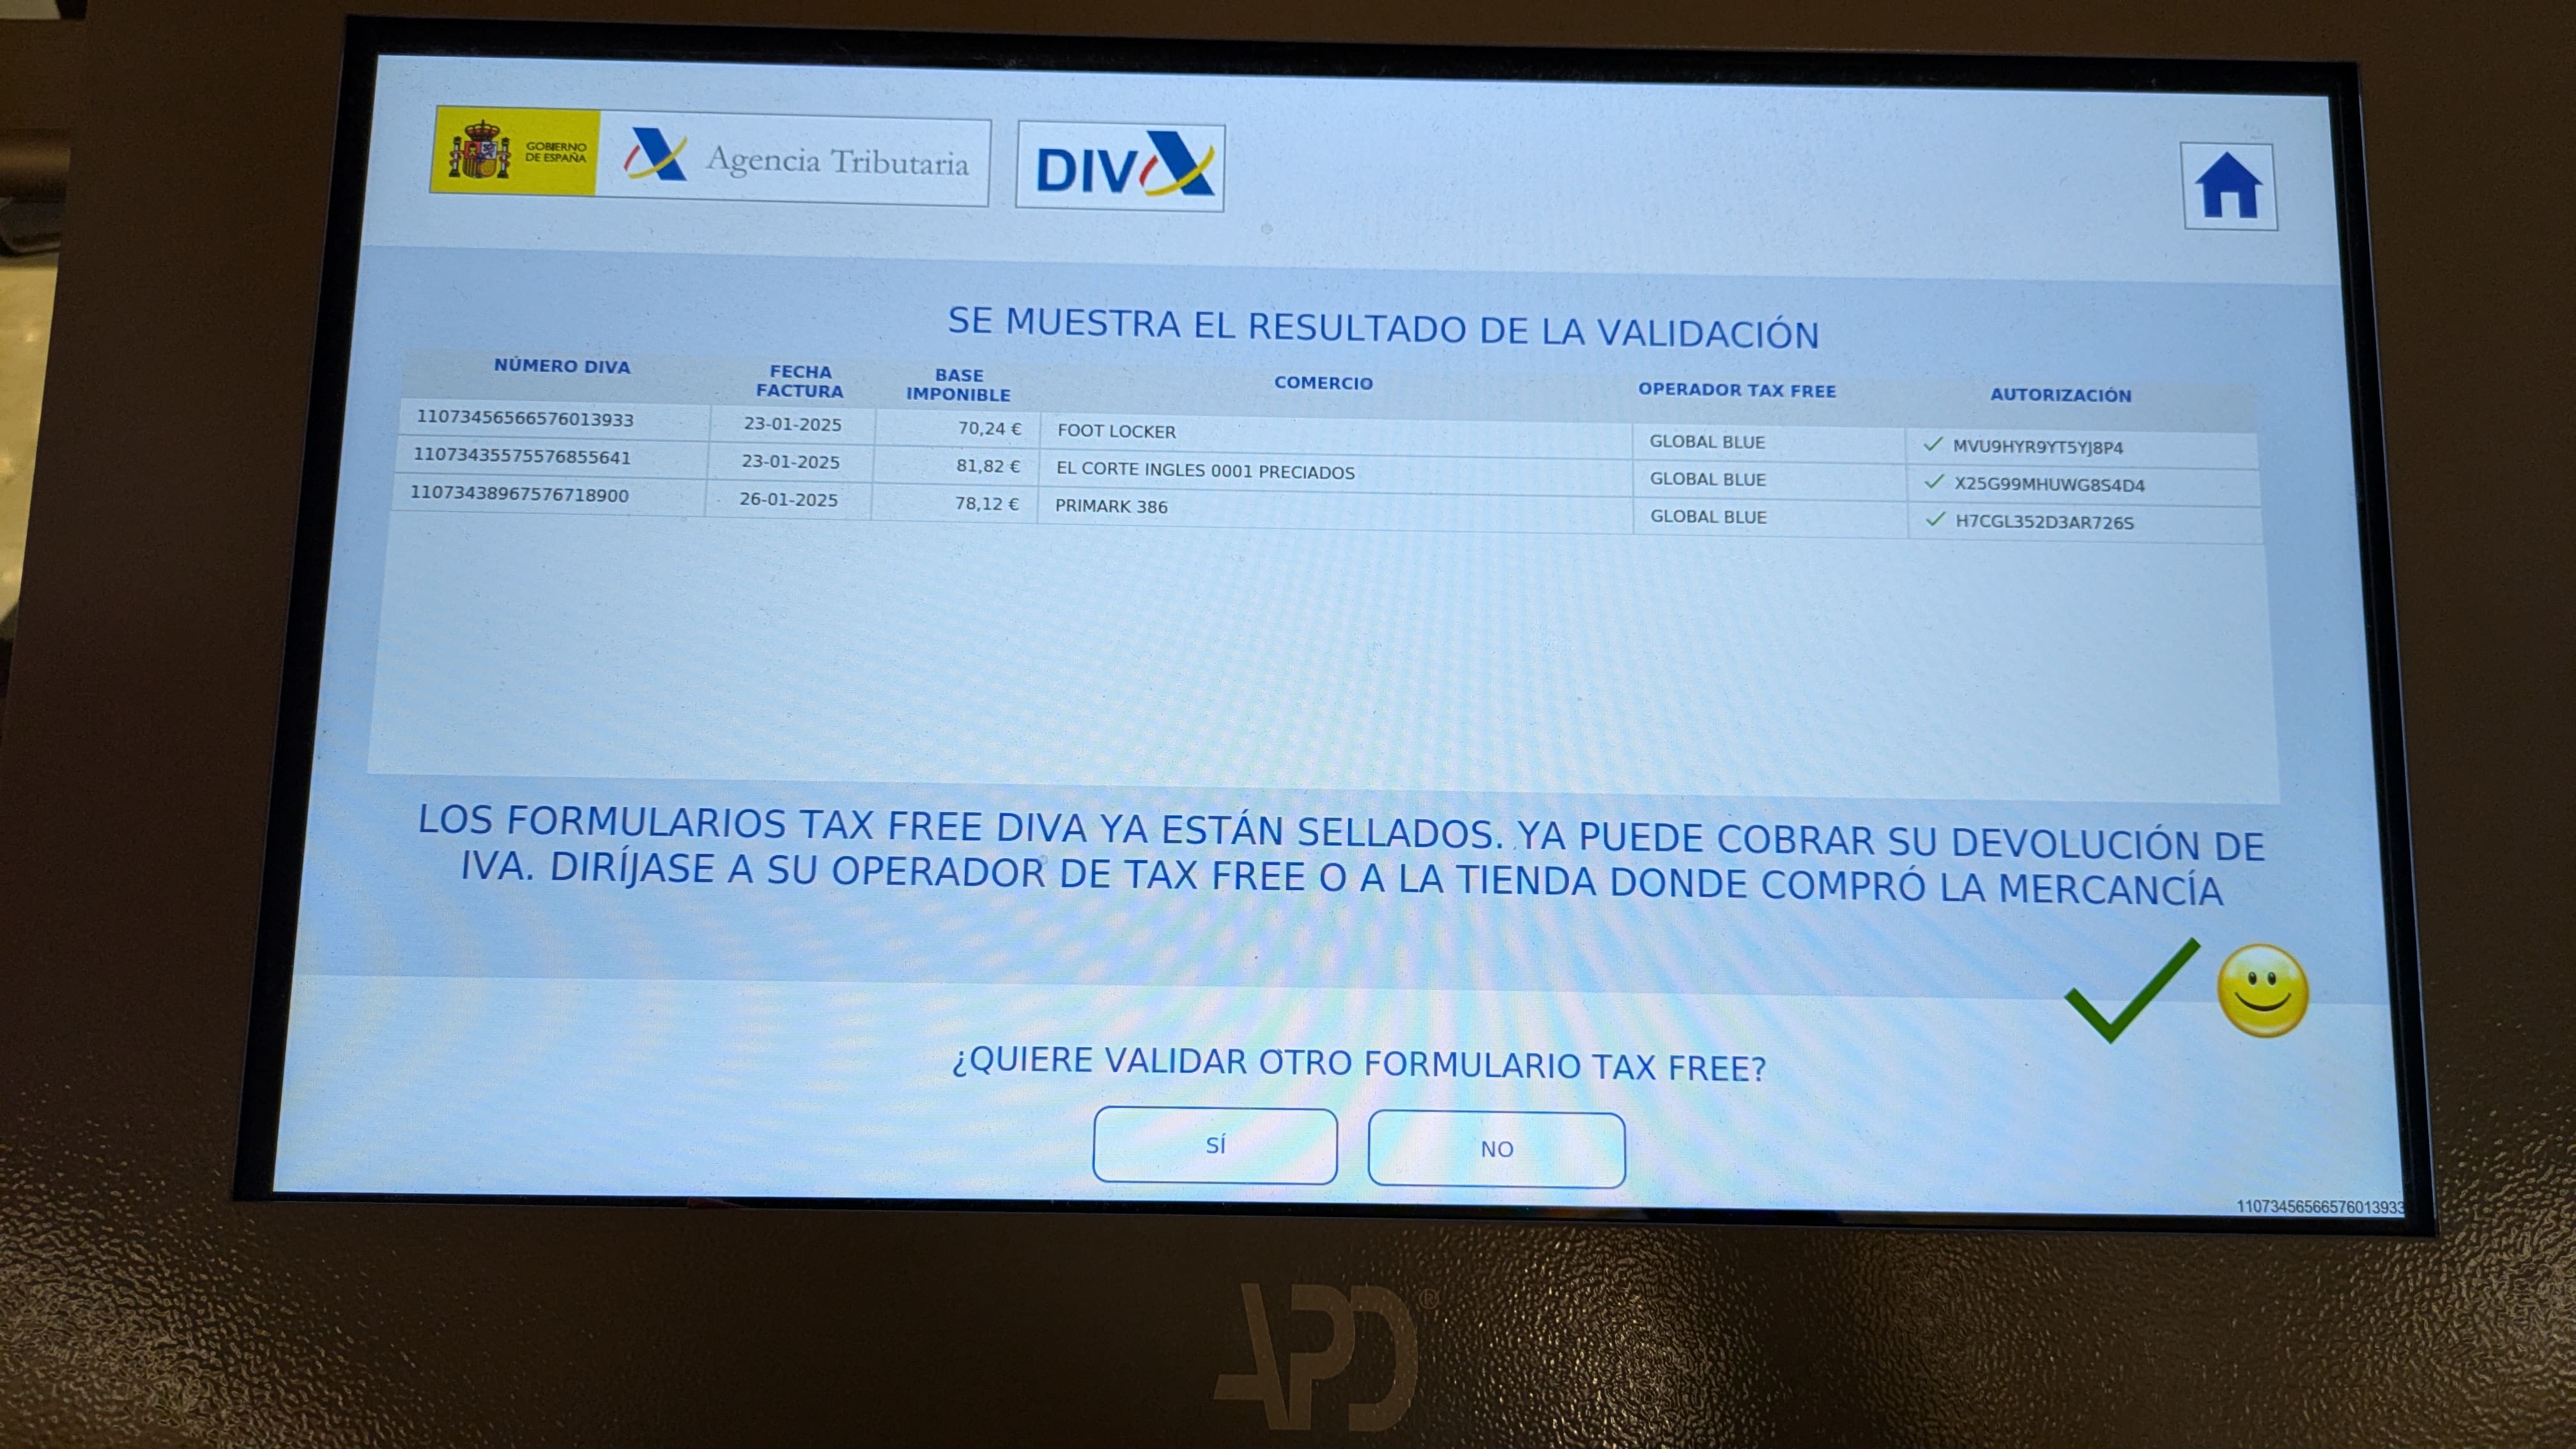 GOBIERNO
DE ESPAÑA
Agencia Tributaria
DIVA
SE MUESTRA EL RESULTADO DE LA VALIDACIÓN
NÚMERO DIVA FECHA FACTURA BASE IMPONIBLE COMERCIO OPERADOR TAX FREE AUTORIZACIÓN
11073456566576013933 23-01-2025 70,24 € FOOT LOCKER GLOBAL BLUE MVU9HYR9YT5YJ8P4
11073435575576855641 23-01-2025 81,82 € EL CORTE INGLES 0001 PRECIADOS GLOBAL BLUE X25G99MHUWG8S4D4
11073438967576718900 26-01-2025 78,12 € PRIMARK 386 GLOBAL BLUE H7CGL352D3AR726S
LOS FORMULARIOS TAX FREE DIVA YA ESTÁN SELLADOS. YA PUEDE COBRAR SU DEVOLUCIÓN DE
IVA. DIRÍJASE A SU OPERADOR DE TAX FREE O A LA TIENDA DONDE COMPRÓ LA MERCANCÍA
¿QUIERE VALIDAR OTRO FORMULARIO TAX FREE?
SÍ NO
11073456566576013933
APD®